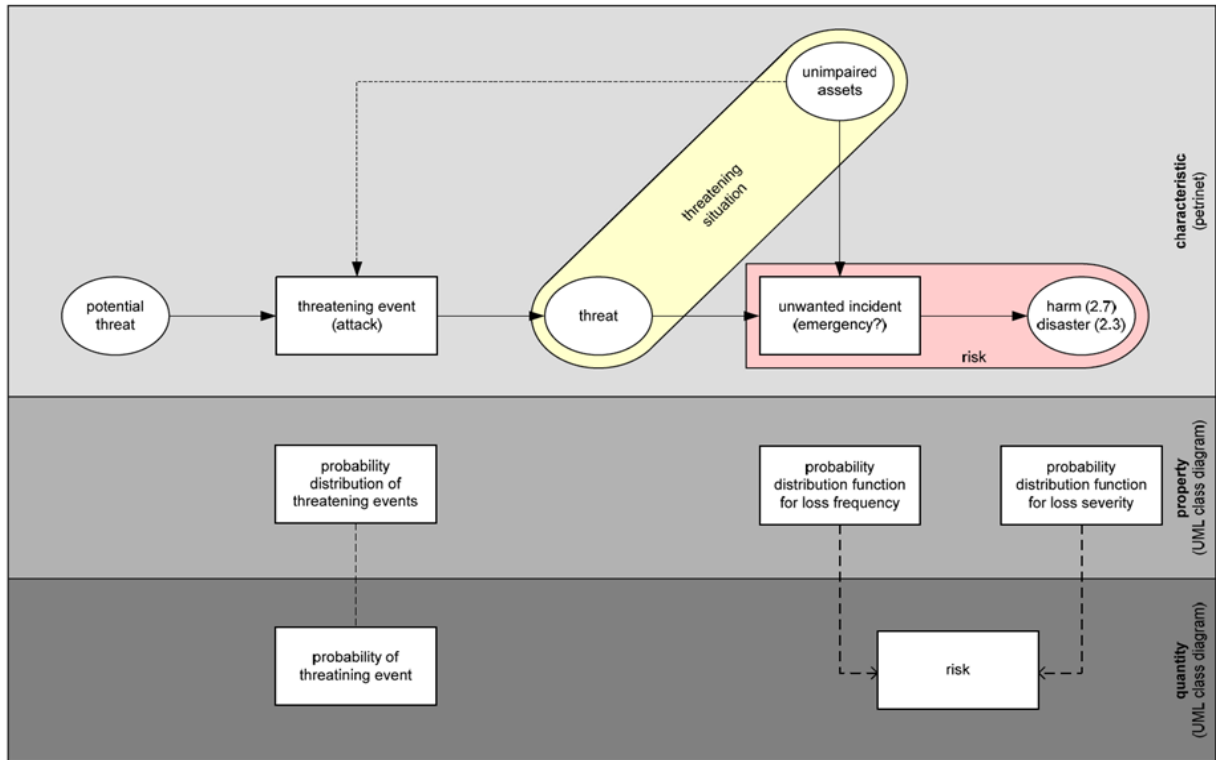 unimpaired
assets
threatening
situation
potential
threat
threatening event
(attack)
threat
unwanted incident
(emergency?)
harm (2.7)
disaster (2.3)
risk
characteristic
(petrinet)
probability
distribution of
threatening events
probability
distribution function
for loss frequency
probability
distribution function
for loss severity
property
(UML class diagram)
probability of
threatining event
risk
quantity
(UML class diagram)